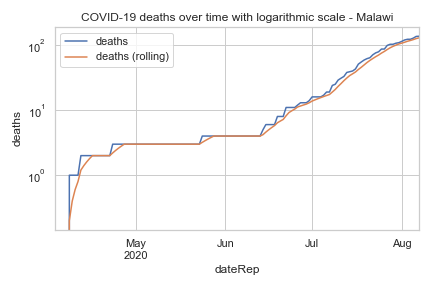 COVID-19 deaths over time with logarithmic scale - Malawi
deaths
deaths (rolling)
10²
10¹
10⁰
deaths
May
2020
Jun
Jul
Aug
dateRep